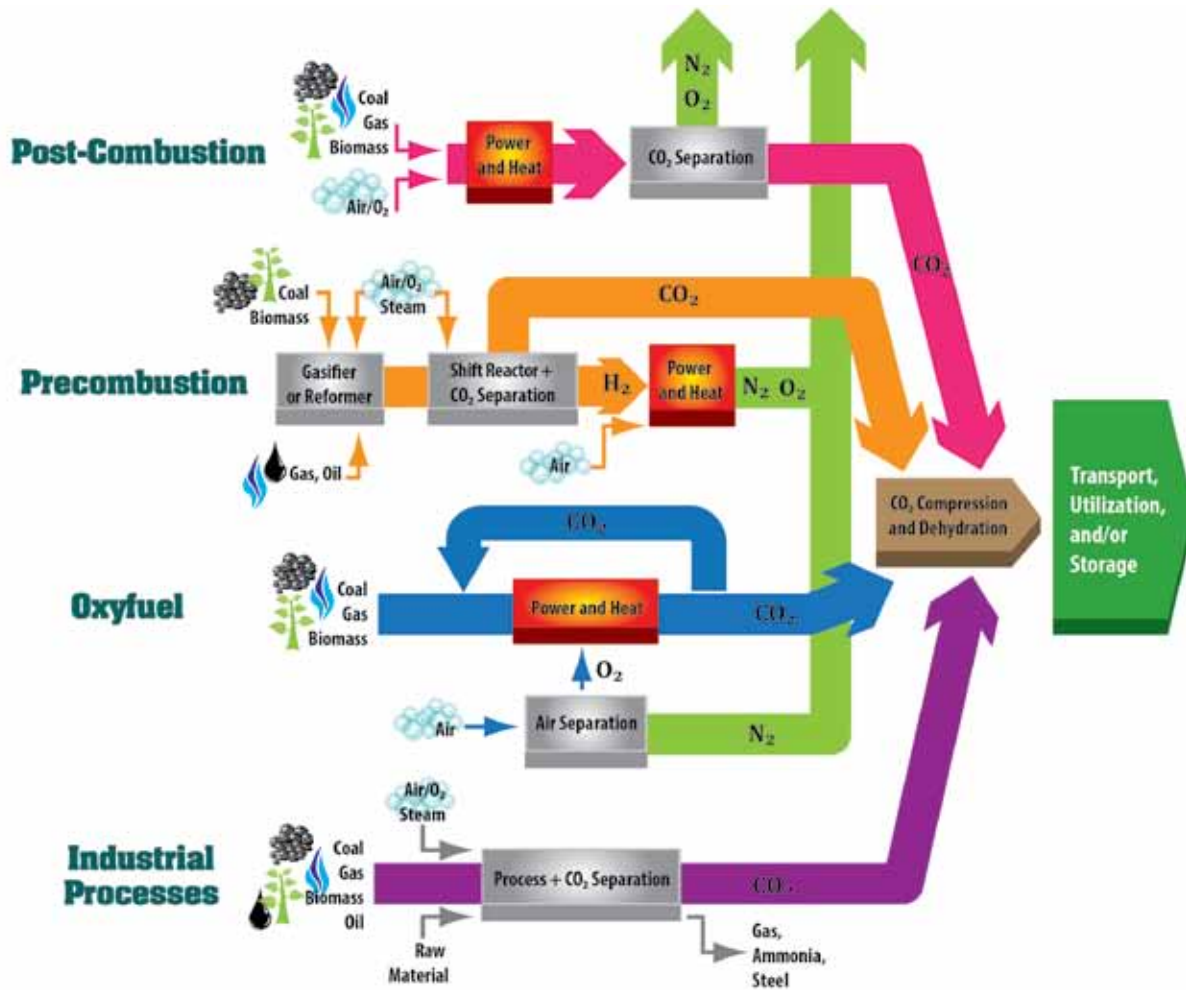 N₂
O₂
Coal
Gas
Biomass
Air/O₂
Post-Combustion
Power
and Heat
CO₂ Separation
CO₂
Coal
Biomass
Air/O₂
Steam
CO₂
Precombustion
Gasifier
or Reformer
Shift Reactor +
CO₂ Separation
H₂
Power
and Heat
N₂ O₂
Gas, Oil
Air
CO₂ Compression
and Dehydration
Transport,
Utilization,
and/or
Storage
CO₂
Oxyfuel
Coal
Gas
Biomass
Power and Heat
CO₂
O₂
Air
Air Separation
N₂
Air/O₂
Steam
Industrial
Processes
Coal
Gas
Biomass
Oil
Process + CO₂ Separation
CO₂
Raw
Material
Gas,
Ammonia,
Steel